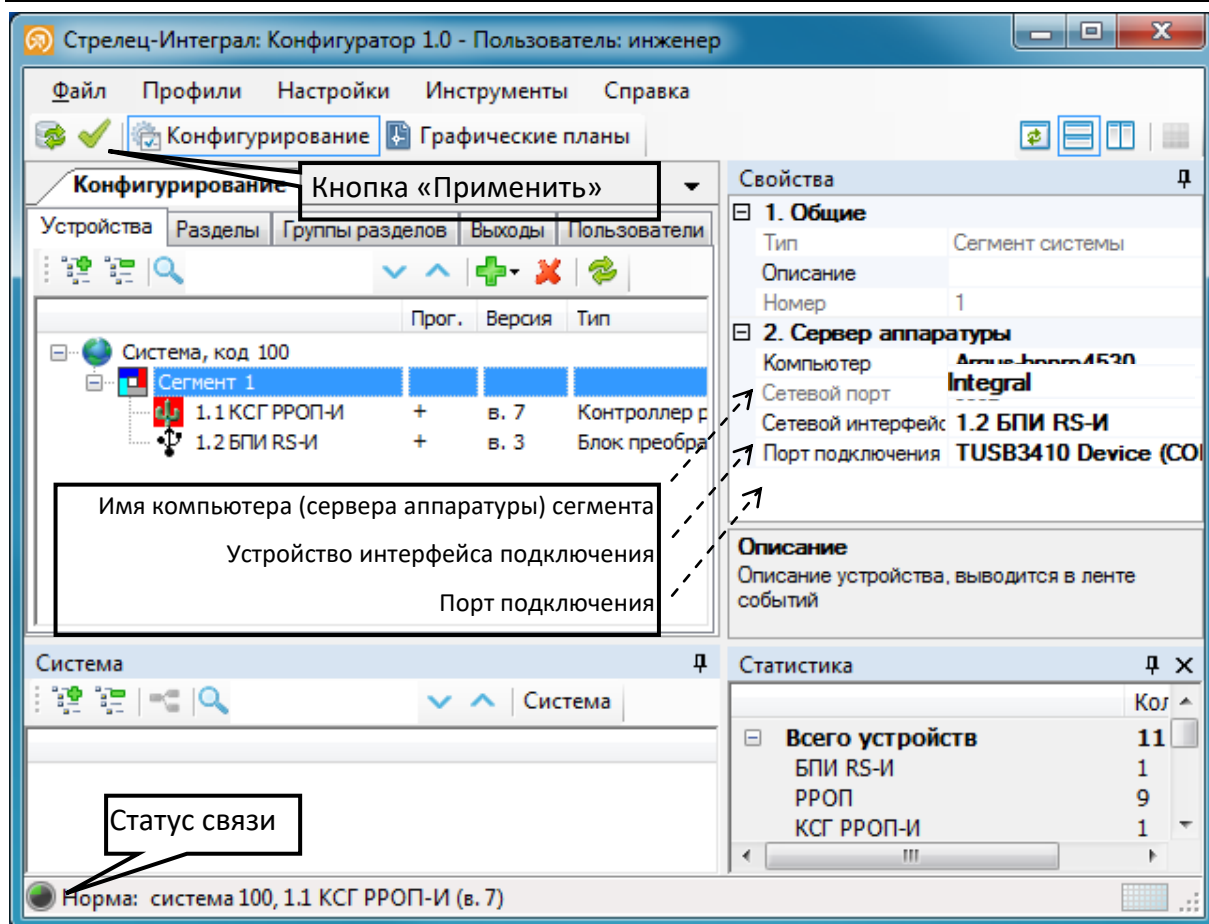 Стрелец-Интеграл: Конфигуратор 1.0 - Пользователь: инженер
Файл Профили Настройки Инструменты Справка
Конфигурирование Графические планы
Кнопка «Применить»
Конфигурирование
Устройства Разделы Группы разделов Выходы Пользователи
Прог. Версия Тип
Система, код 100
Сегмент 1
1.1 КСГ РРОП-И + в. 7 Контроллер р
1.2 БПИ RS-И + в. 3 Блок преобра
Имя компьютера (сервера аппаратуры) сегмента
Устройство интерфейса подключения
Порт подключения
Свойства
1. Общие
Тип Сегмент системы
Описание
Номер 1
2. Сервер аппаратуры
Компьютер
Integral
Сетевой порт
Сетевой интерфейс 1.2 БПИ RS-И
Порт подключения TUSB3410 Device (COM
Описание
Описание устройства, выводится в ленте
событий
Система
Система
Статус связи
Статистика
Кол
Всего устройств 11
БПИ RS-И 1
РРОП 9
КСГ РРОП-И 1
Норма: система 100, 1.1 КСГ РРОП-И (в. 7)